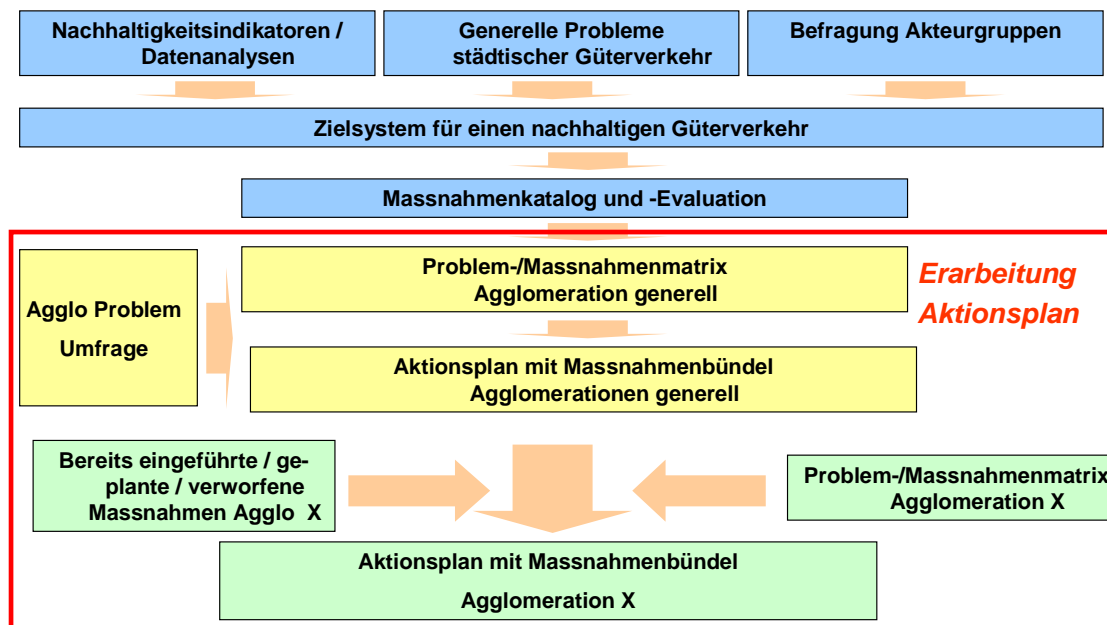 Nachhaltigkeitsindikatoren /
Datenanalysen
Generelle Probleme
städtischer Güterverkehr
Befragung Akteurgruppen
Zielsystem für einen nachhaltigen Güterverkehr
Massnahmenkatalog und -Evaluation
Agglo Problem
Umfrage
Problem-/Massnahmenmatrix
Agglomeration generell
Erarbeitung
Aktionsplan
Aktionsplan mit Massnahmenbündel
Agglomerationen generell
Bereits eingeführte / ge-
plante / verworfene
Massnahmen Agglo X
Problem-/Massnahmenmatrix
Agglomeration X
Aktionsplan mit Massnahmenbündel
Agglomeration X